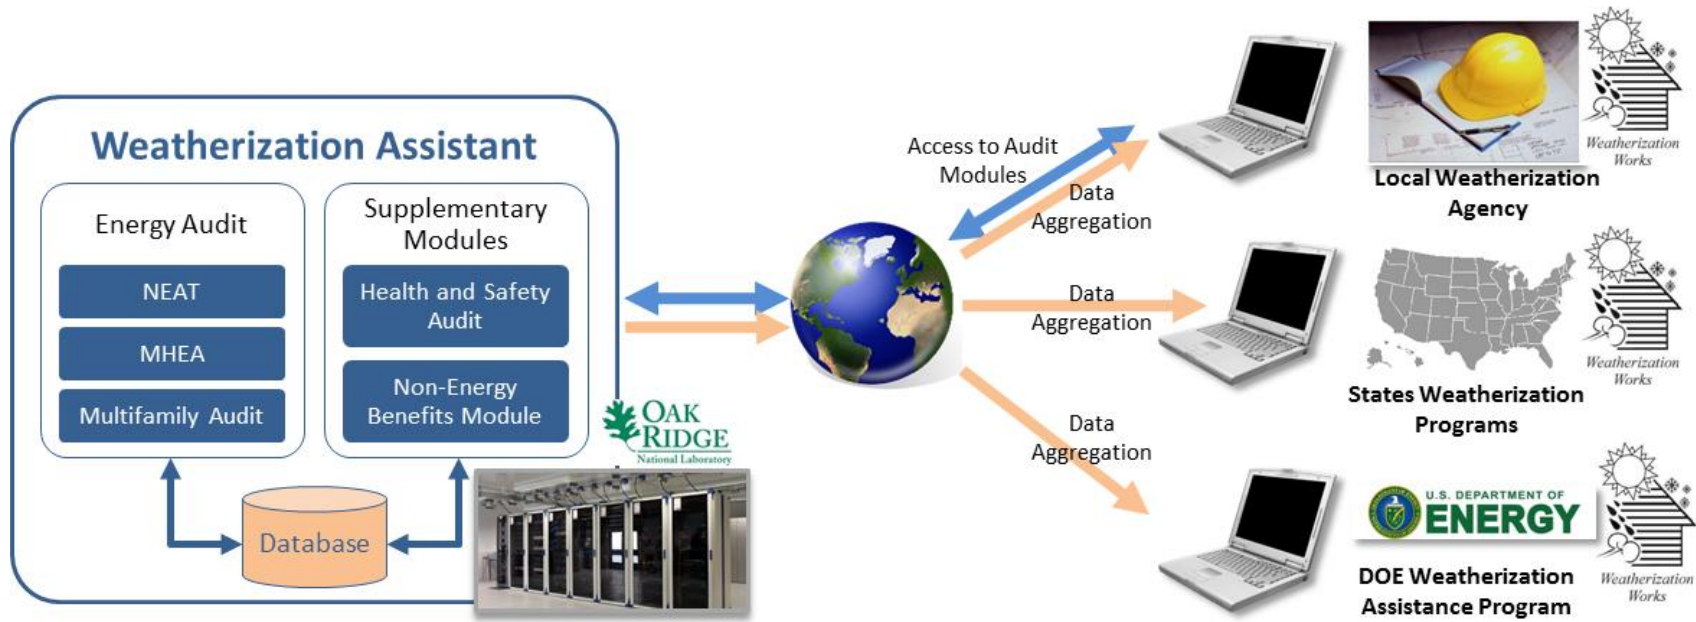 Weatherization Assistant
Energy Audit
NEAT
MHEA
Multifamily Audit
Supplementary
Modules
Health and Safety
Audit
Non-Energy
Benefits Module
Database
OAK
RIDGE
National Laboratory
Access to Audit
Modules
Data
Aggregation
Data
Aggregation
Data
Aggregation
Weatherization
Works
Local Weatherization
Agency
Weatherization
Works
States Weatherization
Programs
U.S. DEPARTMENT OF
ENERGY
Weatherization
Works
DOE Weatherization
Assistance Program